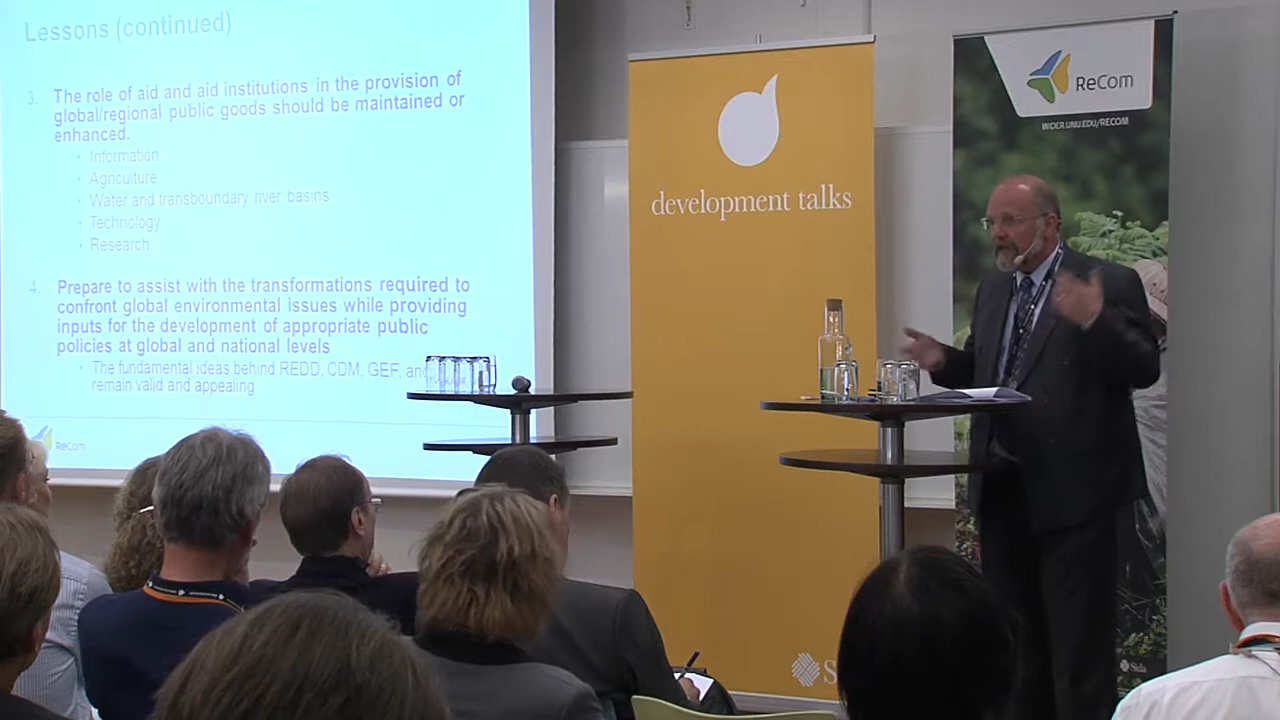 Lessons (continued)
3. The role of aid and aid institutions in the provision of
global/regional public goods should be maintained or
enhanced.
• Information
• Agriculture
• Water and transboundary river basins
• Technology
• Research
4. Prepare to assist with the transformations required to
confront global environmental issues while providing
inputs for the development of appropriate public
policies at global and national levels
• The fundamental ideas behind REDD, CDM, GEF,
remain valid and appealing
ReCom
development talks
ReCom
WIDER.UNU.EDU/RECOM
Sida